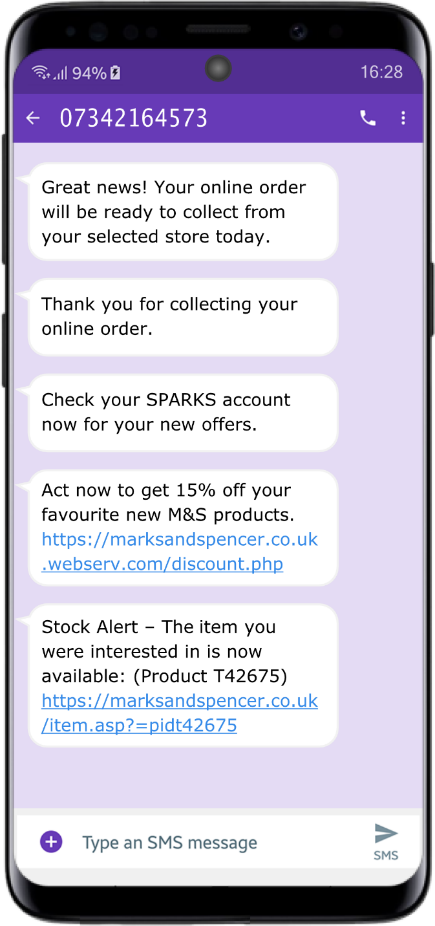 94%
16:28
07342164573
Great news! Your online order
will be ready to collect from
your selected store today.
Thank you for collecting your
online order.
Check your SPARKS account
now for your new offers.
Act now to get 15% off your
favourite new M&S products.
https://marksandspencer.co.uk
.webserv.com/discount.php
Stock Alert – The item you
were interested in is now
available: (Product T42675)
https://marksandspencer.co.uk
/item.asp?=pidt42675
Type an SMS message
SMS